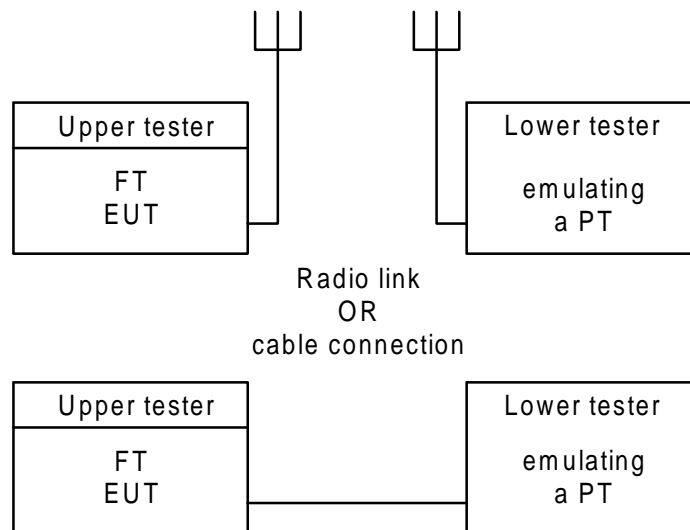 Upper tester
FT
EUT
Lower tester
emulating
a PT
Radio link
OR
cable connection
Upper tester
FT
EUT
Lower tester
emulating
a PT